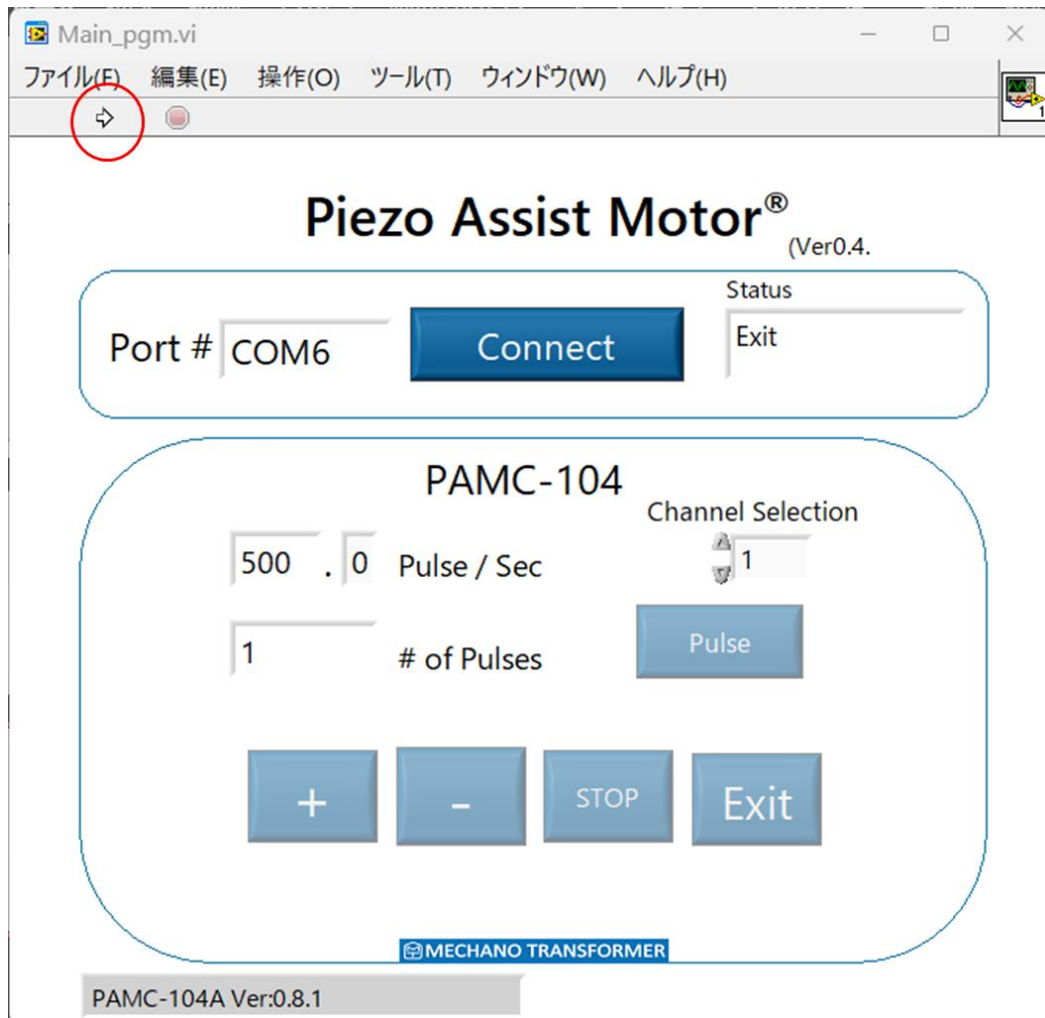 Main_pgm.vi
ファイル(F) 編集(E) 操作(O) ツール(T) ウィンドウ(W) ヘルプ(H)
1
Piezo Assist Motor®
(Ver0.4.
Status
Port # COM6 Connect Exit
PAMC-104
Channel Selection
500 . 0 Pulse / Sec 1
1 # of Pulses Pulse
+ - STOP Exit
MECHANO TRANSFORMER
PAMC-104A Ver:0.8.1